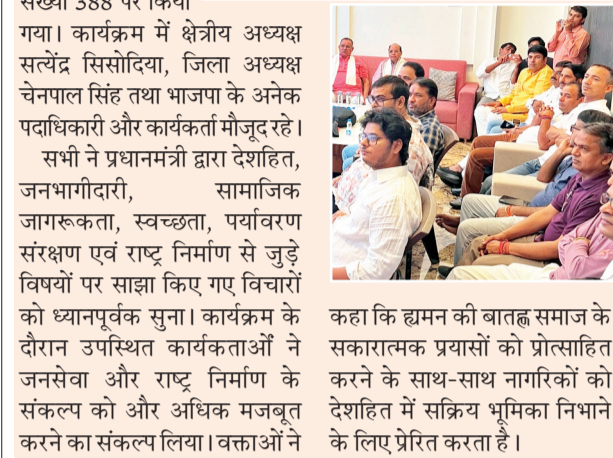 संख्या 388 पर किया
गया। कार्यक्रम में क्षेत्रीय अध्यक्ष
सत्येंद्र सिसोदिया, जिला अध्यक्ष
चेनपाल सिंह तथा भाजपा के अनेक
पदाधिकारी और कार्यकर्ता मौजूद रहे।
सभी ने प्रधानमंत्री द्वारा देशहित,
जनभागीदारी, सामाजिक
जागरूकता, स्वच्छता, पर्यावरण
संरक्षण एवं राष्ट्र निर्माण से जुड़े
विषयों पर साझा किए गए विचारों
को ध्यानपूर्वक सुना। कार्यक्रम के
दौरान उपस्थित कार्यकताओं ने
जनसेवा और राष्ट्र निर्माण के
संकल्प को और अधिक मजबूत
करने का संकल्प लिया। वक्ताओं ने
कहा कि ह्यमन की बातह्ण समाज के
सकारात्मक प्रयासों को प्रोत्साहित
करने के साथ-साथ नागरिकों को
देशहित में सक्रिय भूमिका निभाने
के लिए प्रेरित करता है।